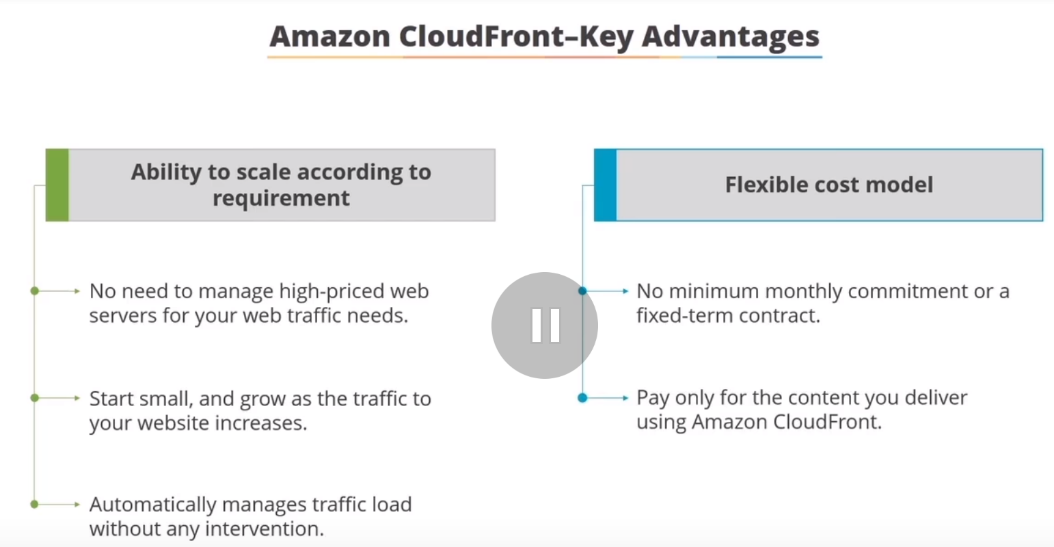 Amazon CloudFront–Key Advantages
Ability to scale according to
requirement
No need to manage high-priced web
servers for your web traffic needs.
Start small, and grow as the traffic to
your website increases.
Automatically manages traffic load
without any intervention.
Flexible cost model
No minimum monthly commitment or a
fixed-term contract.
Pay only for the content you deliver
using Amazon CloudFront.